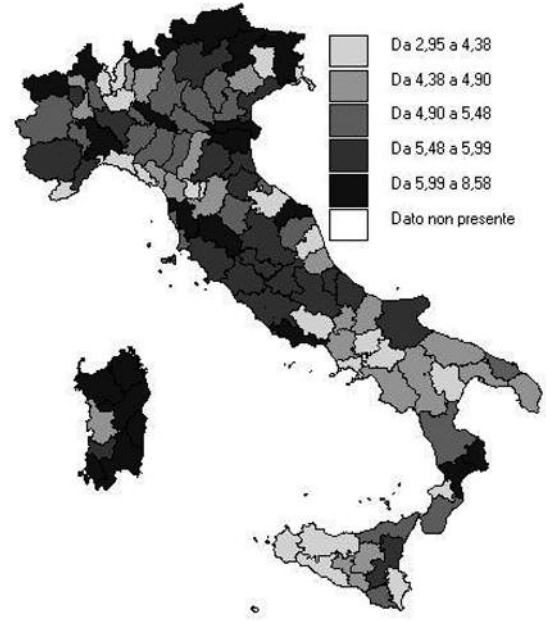 Da 2,95 a 4,38
Da 4,38 a 4,90
Da 4,90 a 5,48
Da 5,48 a 5,99
Da 5,99 a 8,58
Dato non presente